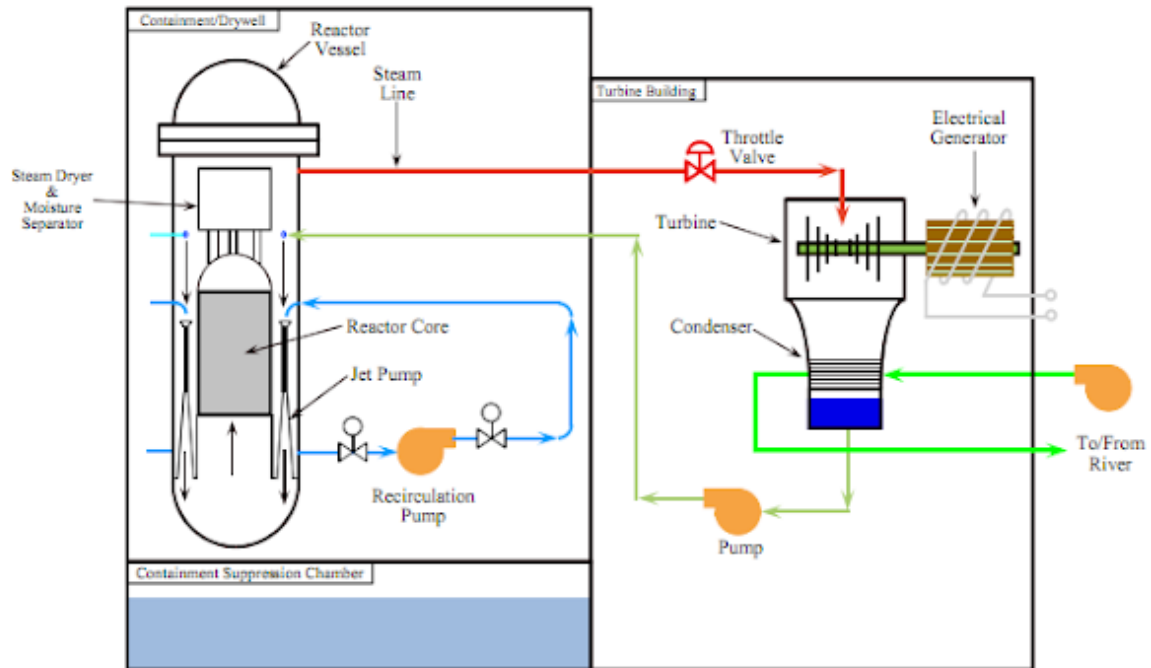 Containment/Drywell
Reactor
Vessel
Steam
Line
Turbine Building
Electrical
Generator
Throttle
Valve
Steam Dryer
&
Moisture
Separator
Turbine
Reactor Core
Condenser
Jet Pump
To/From
River
Recirculation
Pump
Pump
Containment Suppression Chamber